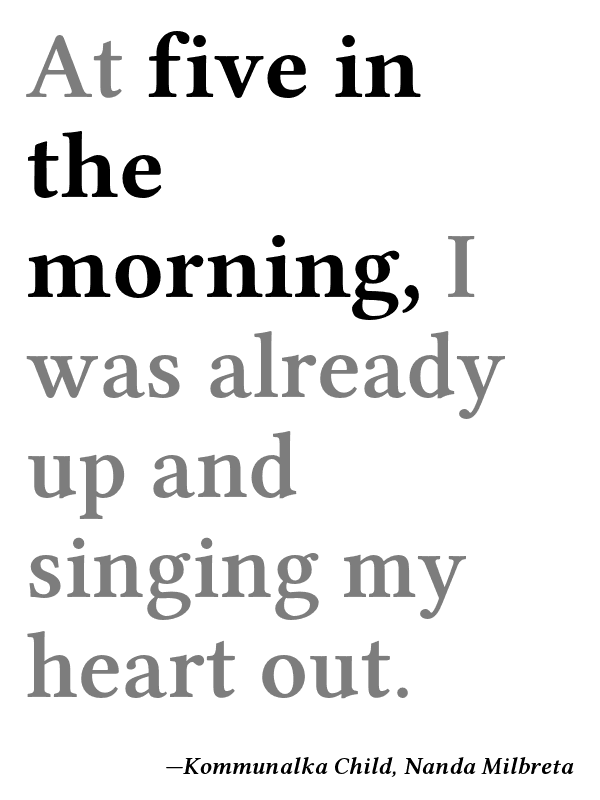 At five in
the
morning, I
was already
up and
singing my
heart out.
—Kommunalka Child, Nanda Milbreta